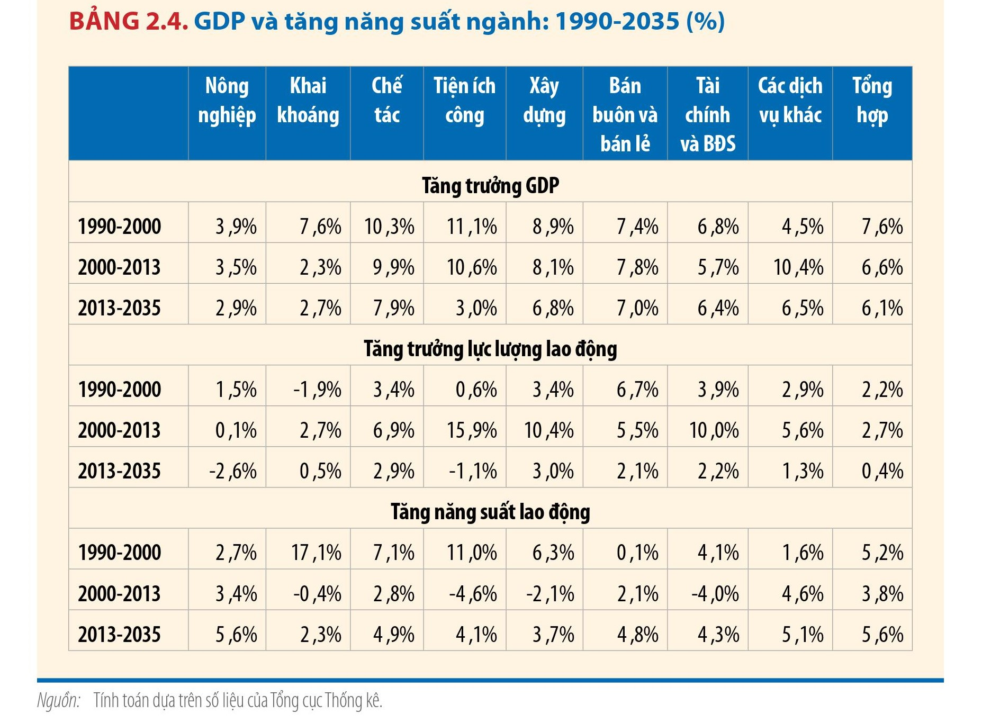 BẢNG 2.4. GDP và tăng năng suất ngành: 1990-2035 (%)
Nông nghiệp Khai khoáng Chế tác Tiện ích công Xây dựng Bán buôn và bán lẻ Tài chính và BĐS Các dịch vụ khác Tổng hợp
Tăng trưởng GDP
1990-2000 3 ,9% 7 ,6% 10 ,3% 11 ,1% 8 ,9% 7 ,4% 6 ,8% 4 ,5% 7 ,6%
2000-2013 3 ,5% 2 ,3% 9 ,9% 10 ,6% 8 ,1% 7 ,8% 5 ,7% 10 ,4% 6 ,6%
2013-2035 2 ,9% 2 ,7% 7 ,9% 3 ,0% 6 ,8% 7 ,0% 6 ,4% 6 ,5% 6 ,1%
Tăng trưởng lực lượng lao động
1990-2000 1 ,5% -1 ,9% 3 ,4% 0 ,6% 3 ,4% 6 ,7% 3 ,9% 2 ,9% 2 ,2%
2000-2013 0 ,1% 2 ,7% 6 ,9% 15 ,9% 10 ,4% 5 ,5% 10 ,0% 5 ,6% 2 ,7%
2013-2035 -2 ,6% 0 ,5% 2 ,9% -1 ,1% 3 ,0% 2 ,1% 2 ,2% 1 ,3% 0 ,4%
Tăng năng suất lao động
1990-2000 2 ,7% 17 ,1% 7 ,1% 11 ,0% 6 ,3% 0 ,1% 4 ,1% 1 ,6% 5 ,2%
2000-2013 3 ,4% -0 ,4% 2 ,8% -4 ,6% -2 ,1% 2 ,1% -4 ,0% 4 ,6% 3 ,8%
2013-2035 5 ,6% 2 ,3% 4 ,9% 4 ,1% 3 ,7% 4 ,8% 4 ,3% 5 ,1% 5 ,6%
Nguồn: Tính toán dựa trên số liệu của Tổng cục Thống kê.